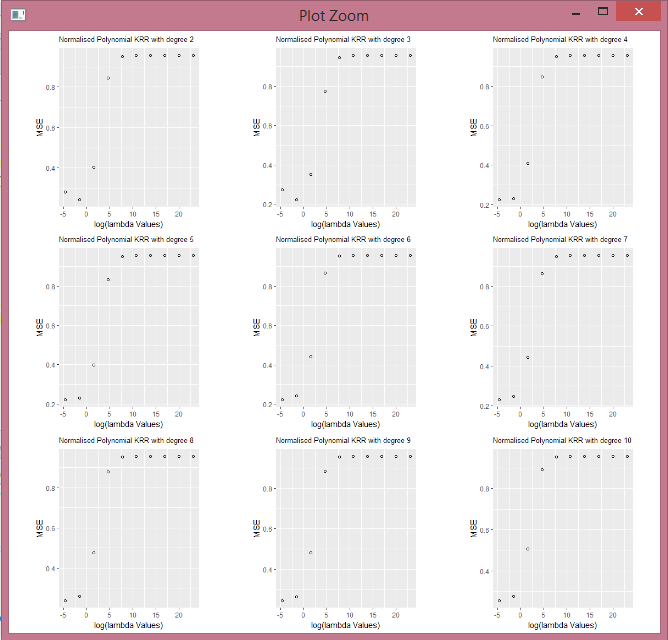 Plot Zoom
Normalised Polynomial KRR with degree 2
MSE
0.8
0.6
0.4
-5 0 5 10 15 20
log(lambda Values)
Normalised Polynomial KRR with degree 3
MSE
0.8
0.6
0.4
0.2
-5 0 5 10 15 20
log(lambda Values)
Normalised Polynomial KRR with degree 4
MSE
0.8
0.6
0.4
0.2
-5 0 5 10 15 20
log(lambda Values)
Normalised Polynomial KRR with degree 5
MSE
0.8
0.6
0.4
0.2
-5 0 5 10 15 20
log(lambda Values)
Normalised Polynomial KRR with degree 6
MSE
0.8
0.6
0.4
0.2
-5 0 5 10 15 20
log(lambda Values)
Normalised Polynomial KRR with degree 7
MSE
0.8
0.6
0.4
0.2
-5 0 5 10 15 20
log(lambda Values)
Normalised Polynomial KRR with degree 8
MSE
0.8
0.6
0.4
-5 0 5 10 15 20
log(lambda Values)
Normalised Polynomial KRR with degree 9
MSE
0.8
0.6
0.4
-5 0 5 10 15 20
log(lambda Values)
Normalised Polynomial KRR with degree 10
MSE
0.8
0.6
0.4
-5 0 5 10 15 20
log(lambda Values)